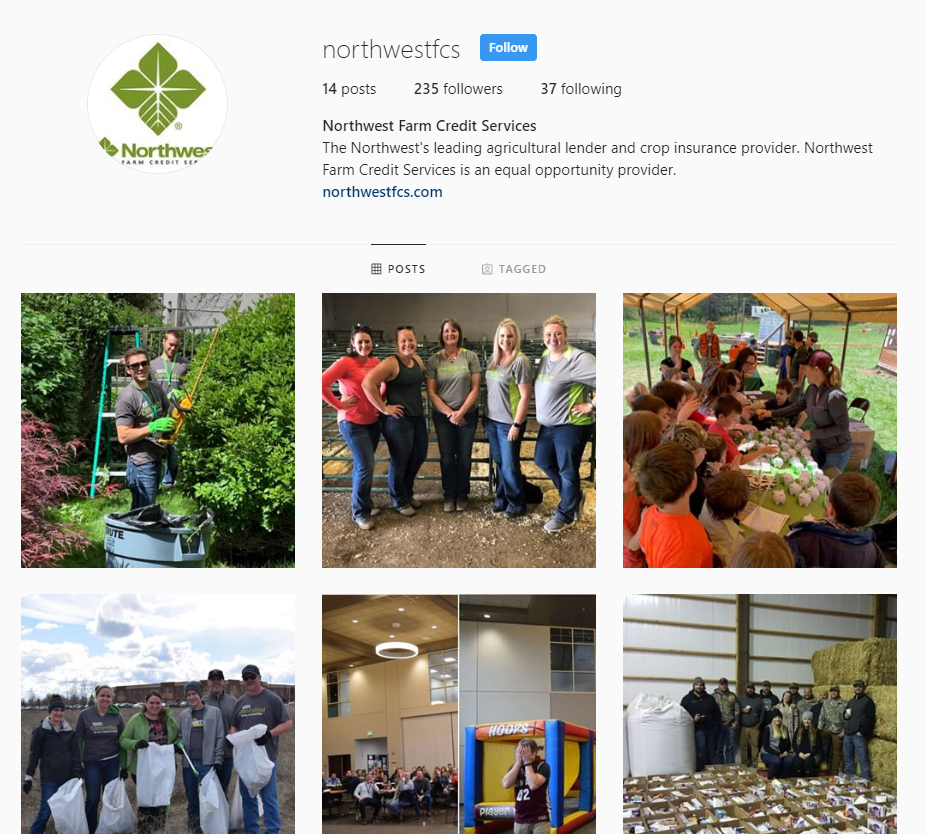 northwestfcs Follow
14 posts 235 followers 37 following
Northwest Farm Credit Services
The Northwest's leading agricultural lender and crop insurance provider. Northwest
Farm Credit Services is an equal opportunity provider.
northwestfcs.com
®
Northwes
FARM CREDIT SE
POSTS TAGGED
HOOPS
Player
02